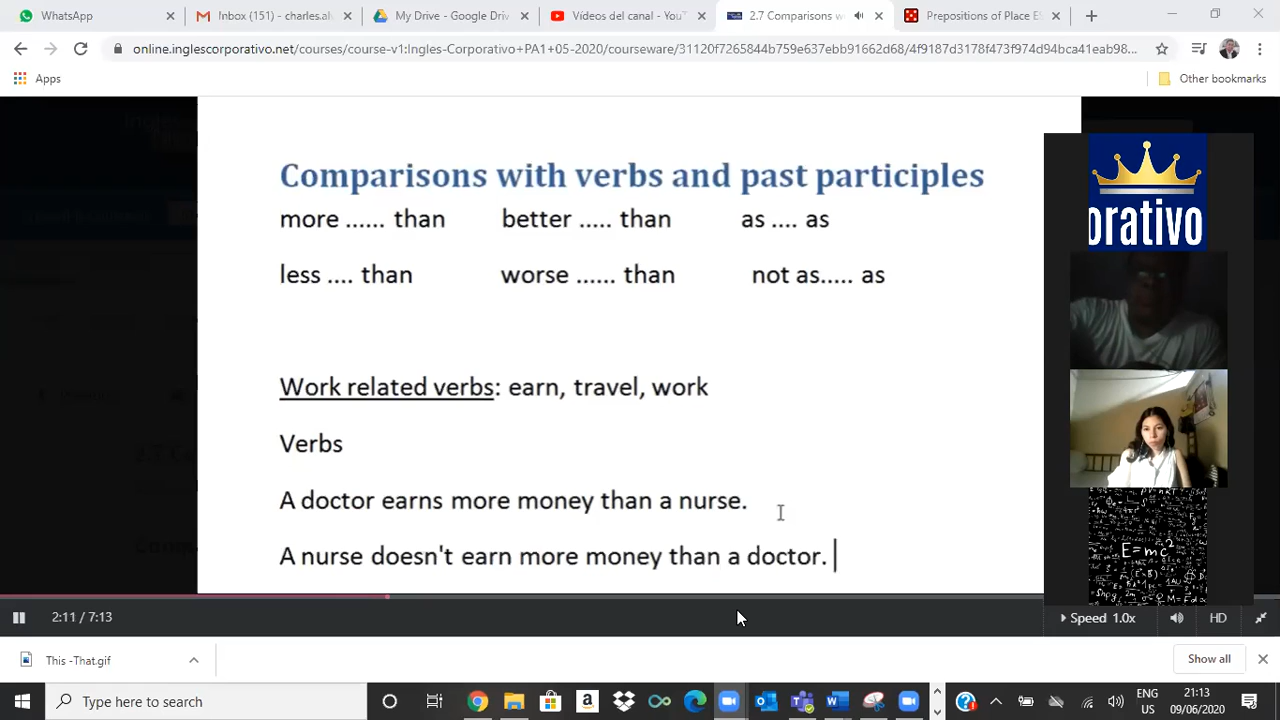 WhatsApp
Inbox (151) - chrles.al
My Drive - Google Dri
Vídeos del canal - YouT
2.7 Comparisons w
Prepositions of Place E
online.inglescorporativo.net/courses/course-v1:Ingles-Corporativo+PA1+05-2020/courseware/31120f7265844b759e637ebb91662d68/4f9187d3178f473f974d94bca41eab98...
Apps
Other bookmarks
Comparisons with verbs and past participles
more ...... than better ..... than as .... as
less .... than worse ...... than not as..... as
orativo
Work related verbs: earn, travel, work
Verbs
A doctor earns more money than a nurse.
A nurse doesn't earn more money than a doctor.
E=mc²
2:11 / 7:13
Speed 1.0x
HD
This -That.gif
Show all
Type here to search
ENG
US
21:13
09/06/2020